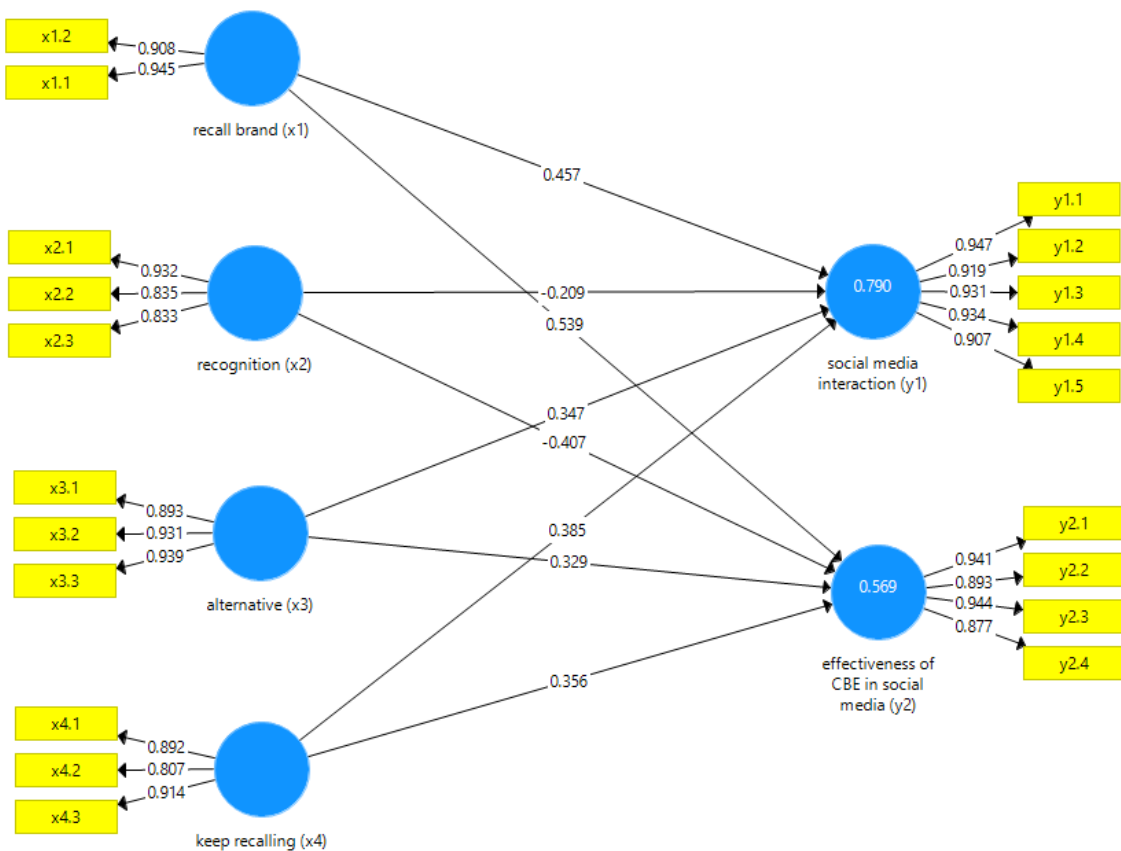 x1.2
0.908
x1.1
0.945
recall brand (x1)
0.457
x2.1
0.932
x2.2
0.835
x2.3
0.833
recognition (x2)
-0.209
0.539
0.790
social media
interaction (y1)
y1.1
0.947
y1.2
0.919
y1.3
0.931
y1.4
0.934
y1.5
0.907
0.347
-0.407
x3.1
0.893
x3.2
0.931
x3.3
0.939
alternative (x3)
0.385
0.329
0.569
effectiveness of
CBE in social
media (y2)
y2.1
0.941
y2.2
0.893
y2.3
0.944
y2.4
0.877
0.356
x4.1
0.892
x4.2
0.807
x4.3
0.914
keep recalling (x4)